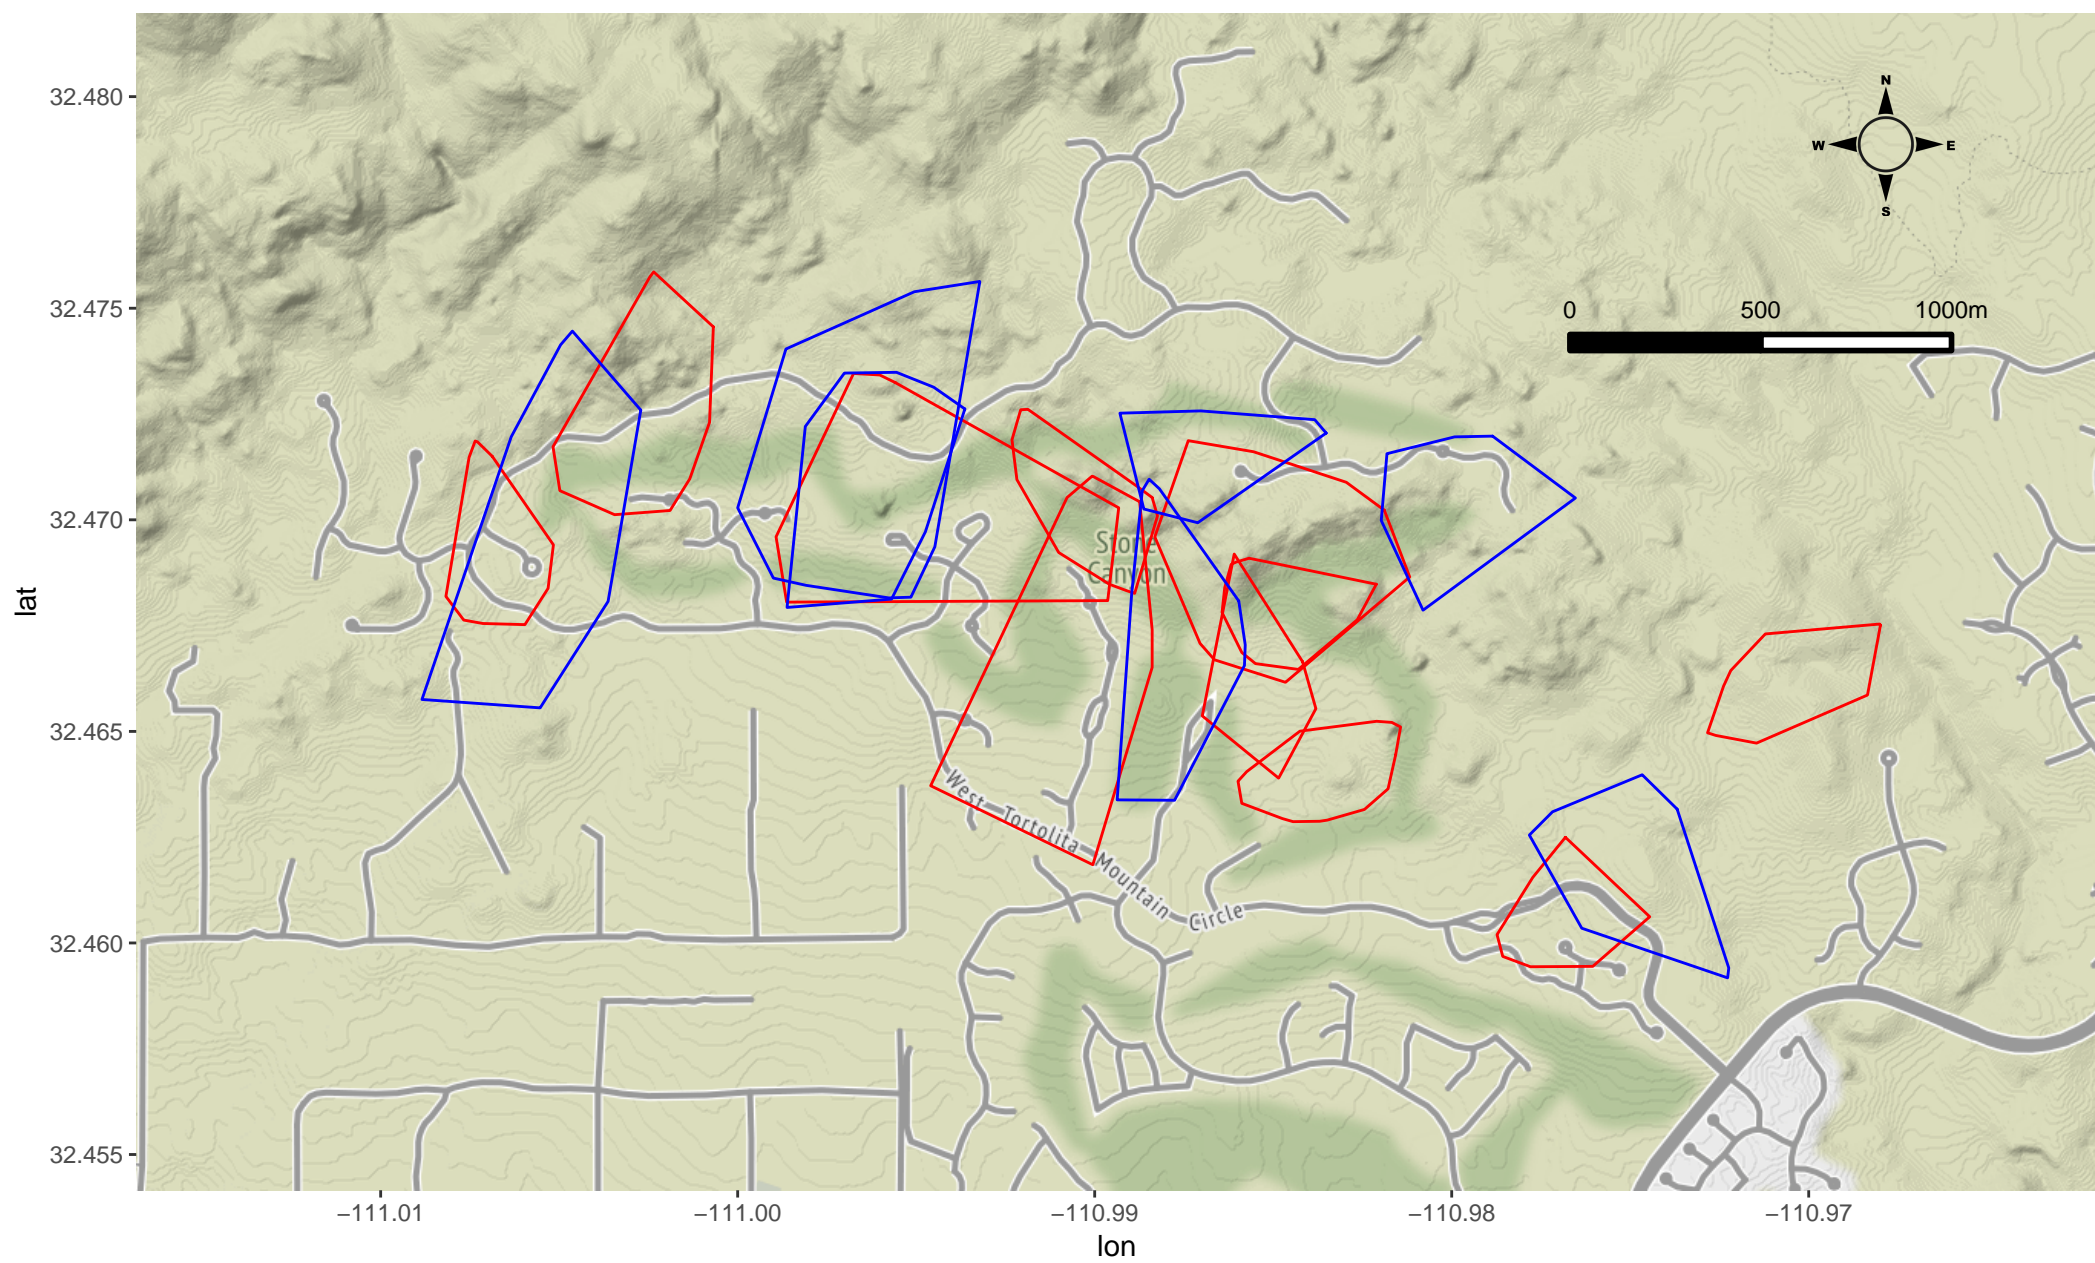 32.480
32.475
32.470
32.465
32.460
32.455
lat
N
W
E
S
0 500 1000m
Stone
Canyon
West Tortolita Mountain Circle
−111.01 −111.00 −110.99 −110.98 −110.97
lon